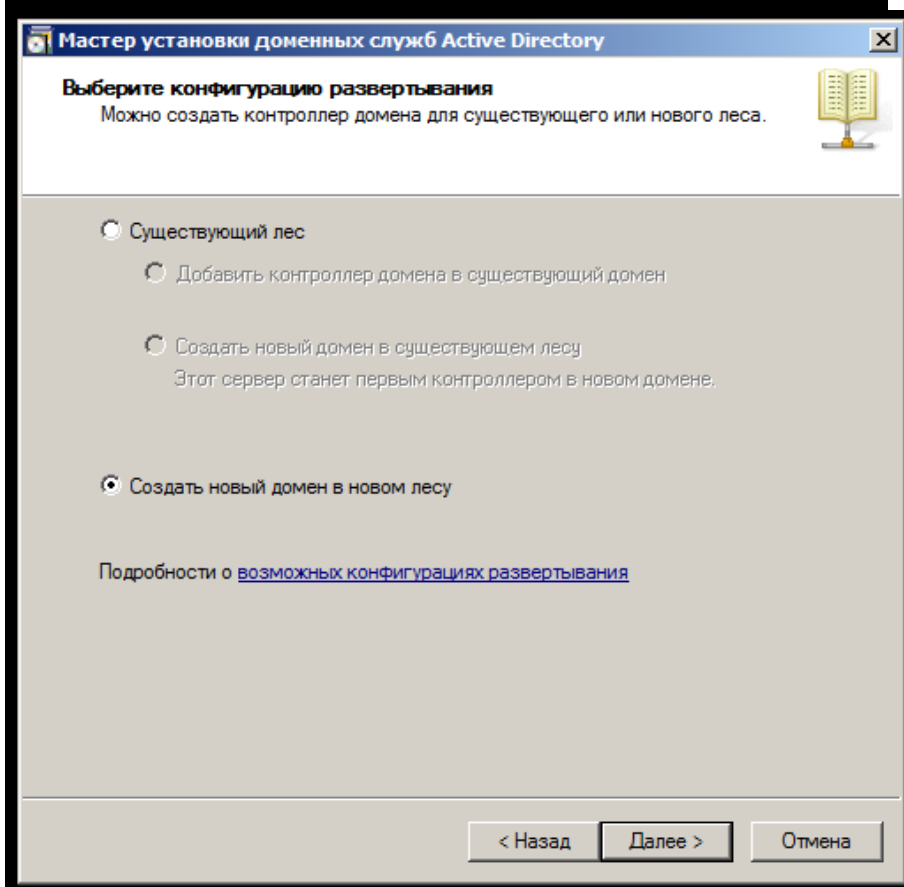 Мастер установки доменных служб Active Directory
Выберите конфигурацию развертывания
Можно создать контроллер домена для существующего или нового леса.
Существующий лес
Добавить контроллер домена в существующий домен
Создать новый домен в существующем лесу
Этот сервер станет первым контроллером в новом домене.
Создать новый домен в новом лесу
Подробности о возможных конфигурациях развертывания
< Назад
Далее >
Отмена